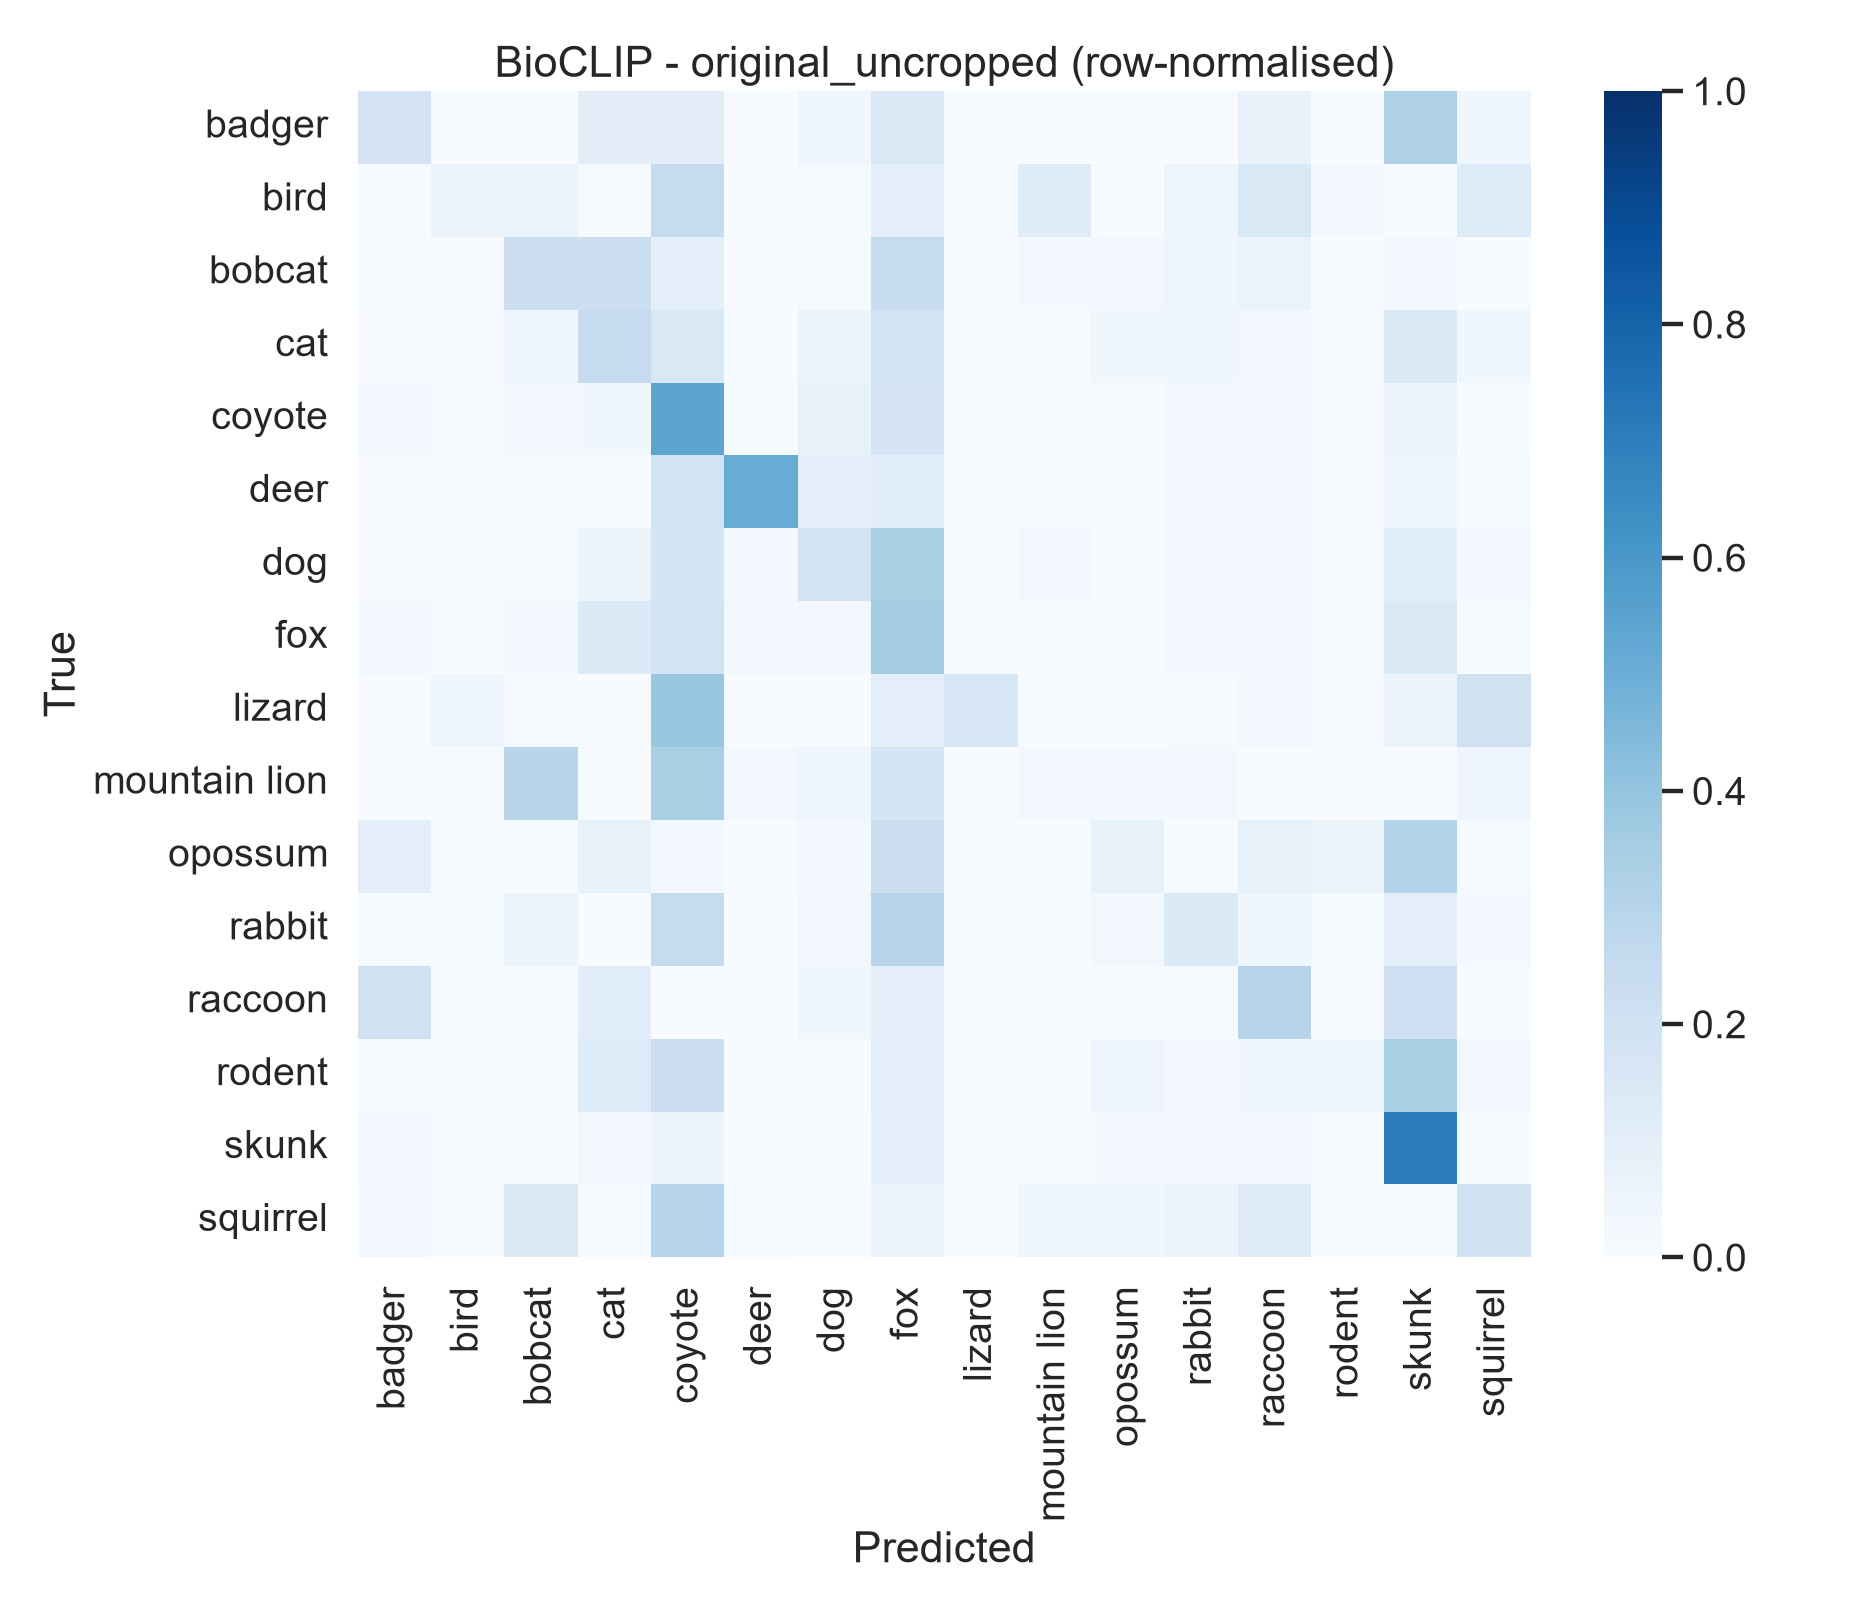 BioCLIP - original_uncropped (row-normalised)
True
badger
bird
bobcat
cat
coyote
deer
dog
fox
lizard
mountain lion
opossum
rabbit
raccoon
rodent
skunk
squirrel
badger
bird
bobcat
cat
coyote
deer
dog
fox
lizard
mountain lion
opossum
rabbit
raccoon
rodent
skunk
squirrel
Predicted
1.0
0.8
0.6
0.4
0.2
0.0